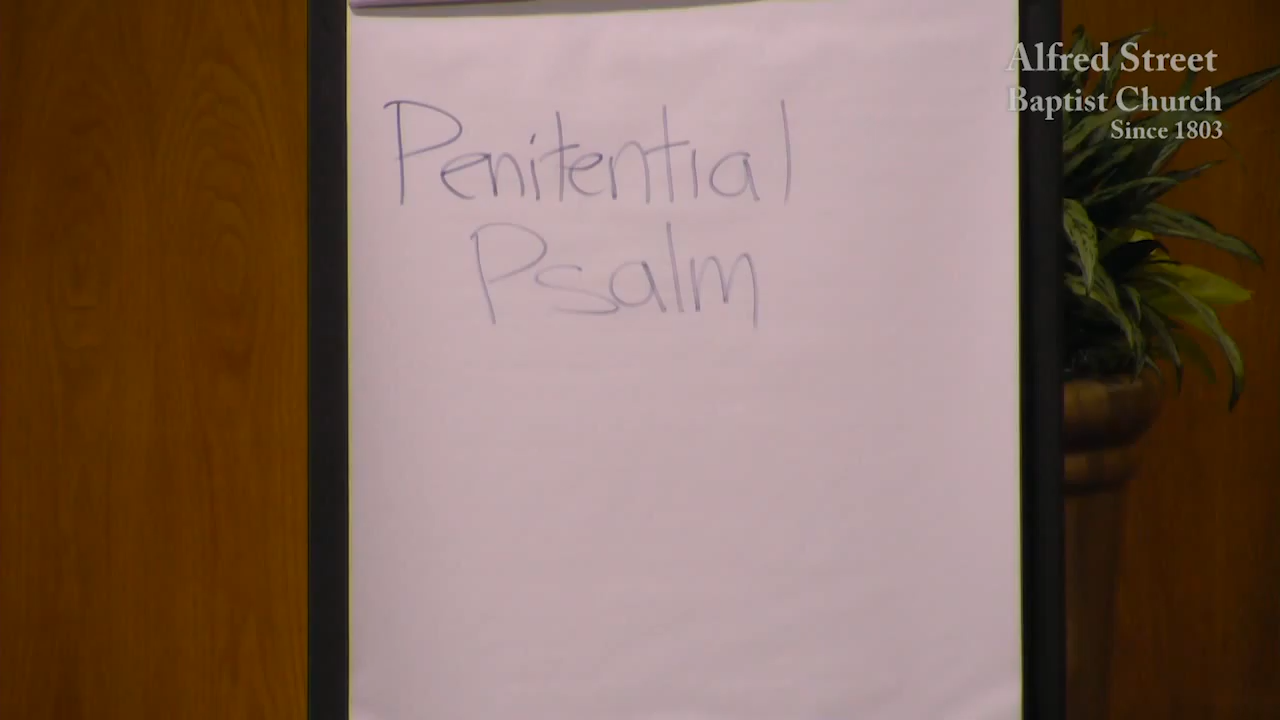 Penitential
Psalm
Alfred Street
Baptist Church
Since 1803